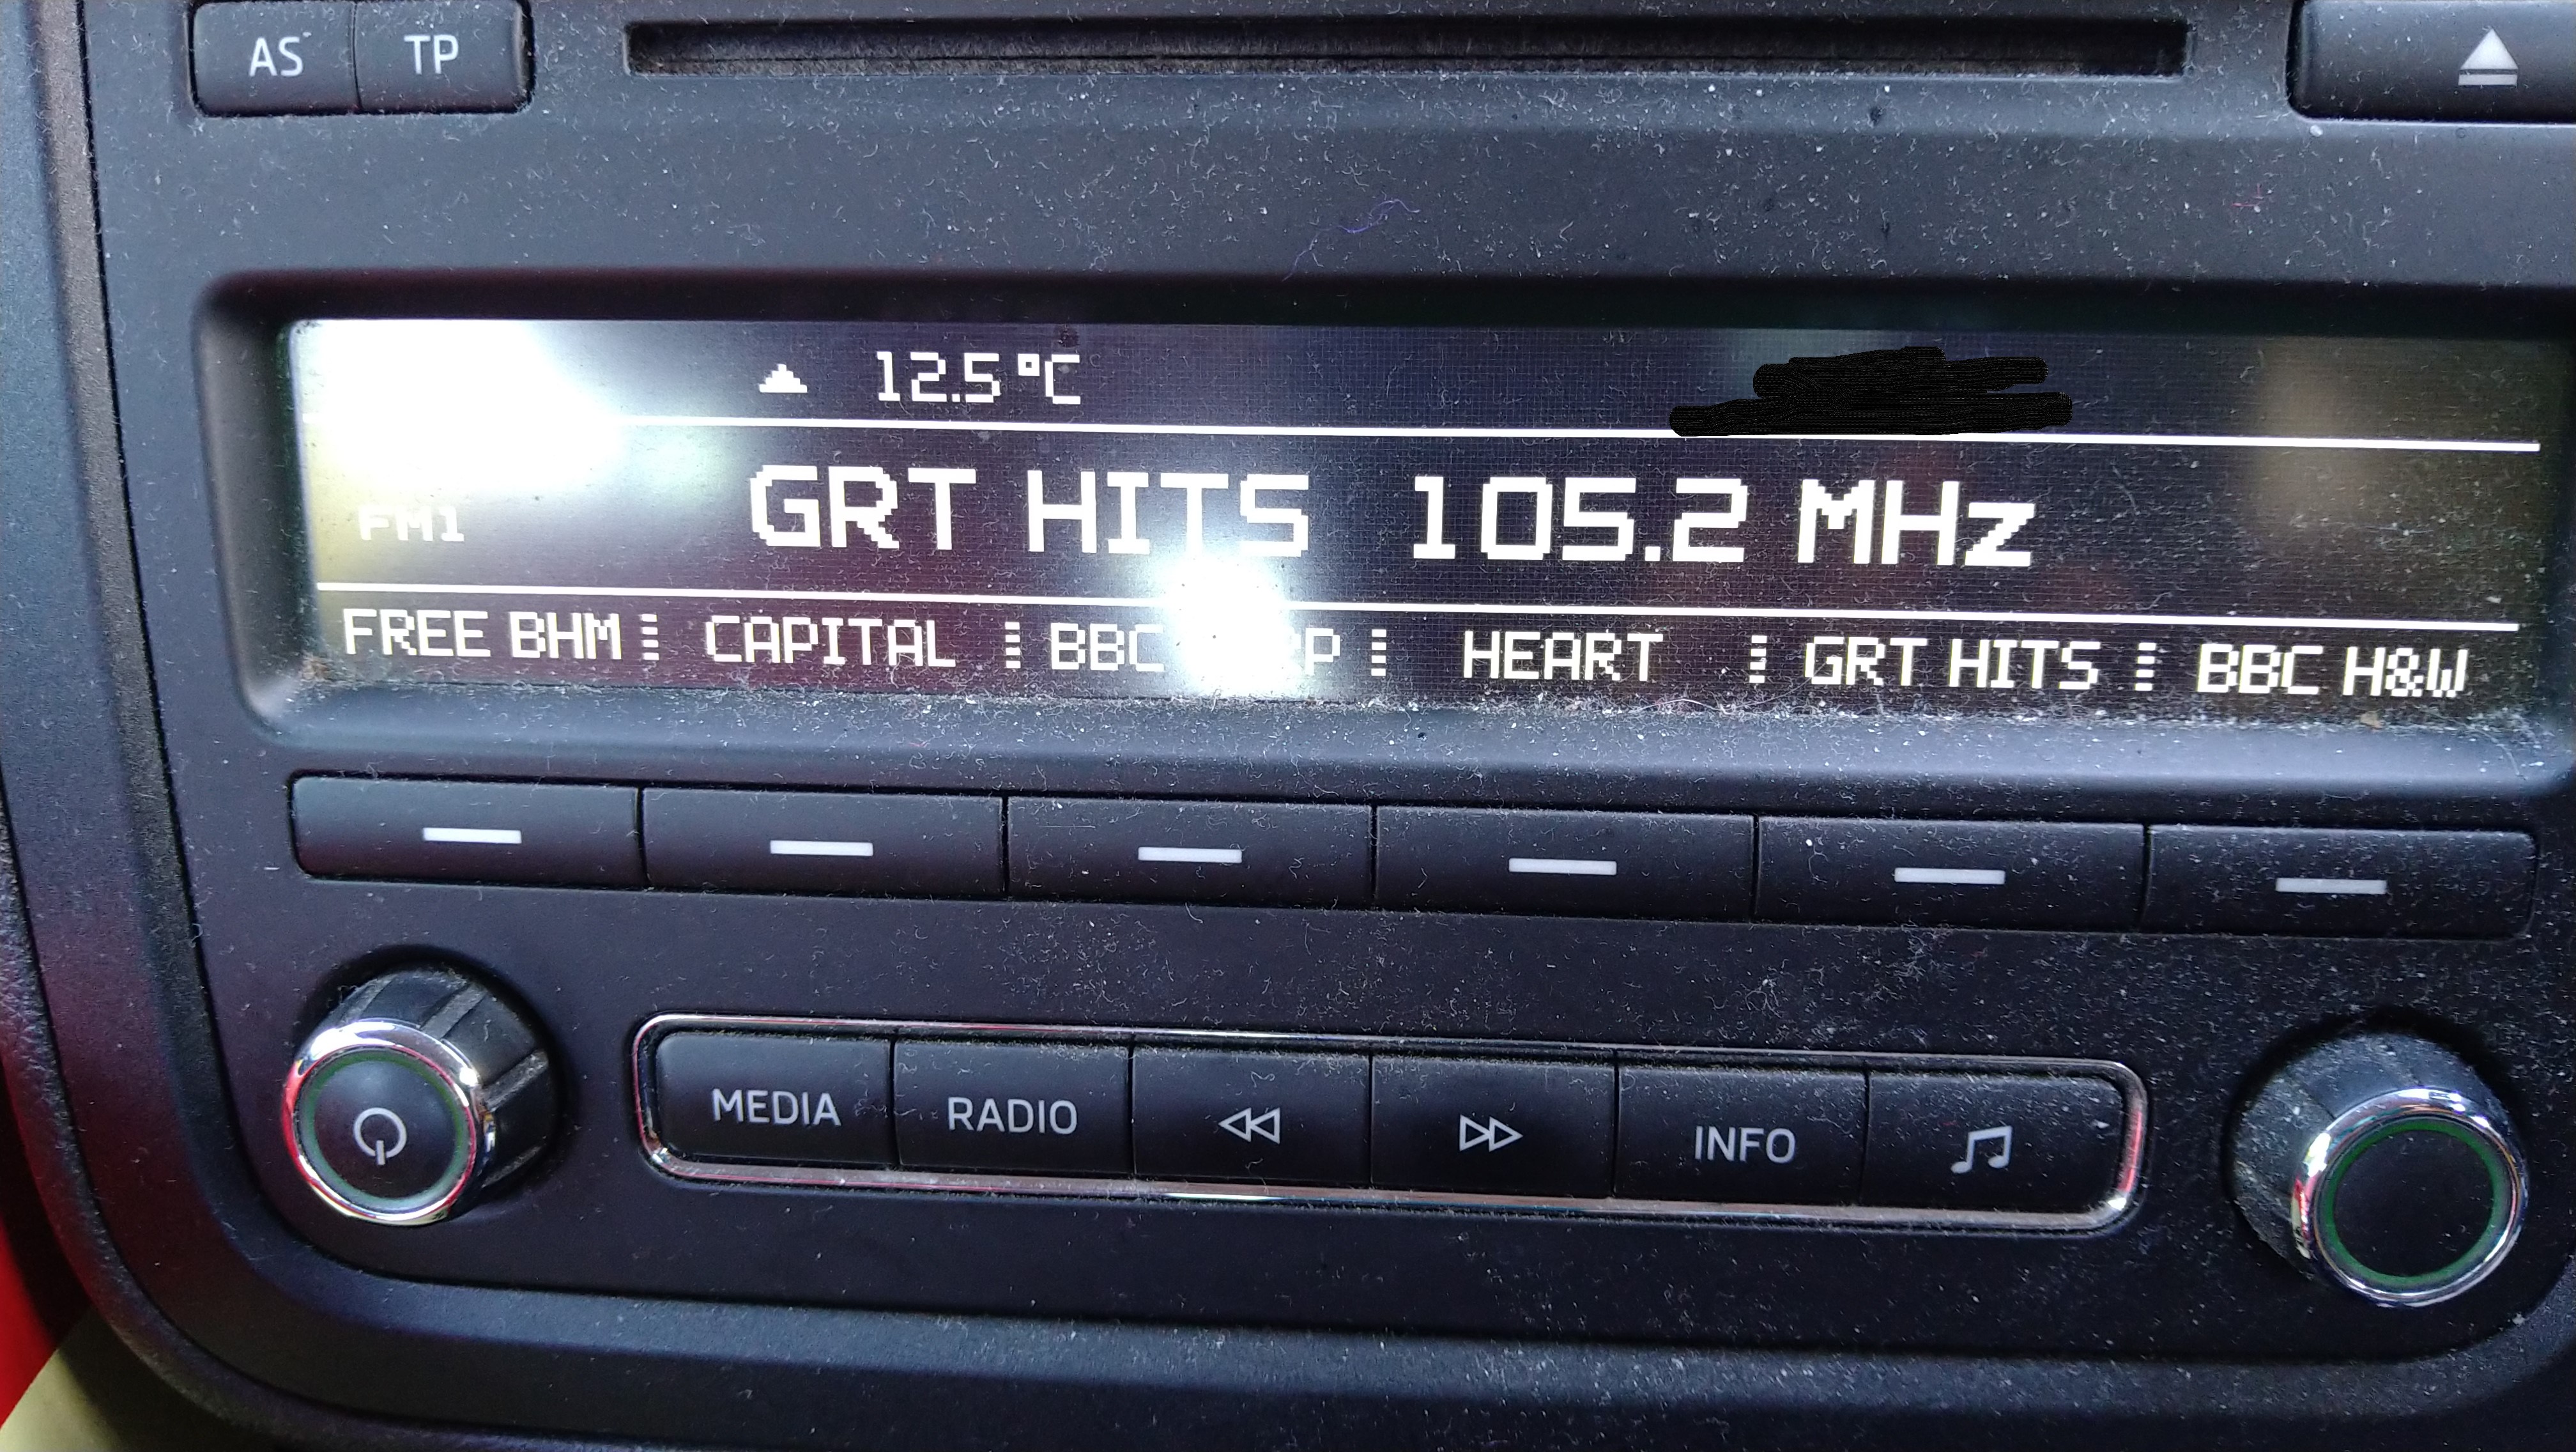 AS TP
12.5°C
FM1 GRT HITS 105.2 MHz
FREE BHM CAPITAL BBC HEART GRT HITS BBC H&W
MEDIA RADIO INFO